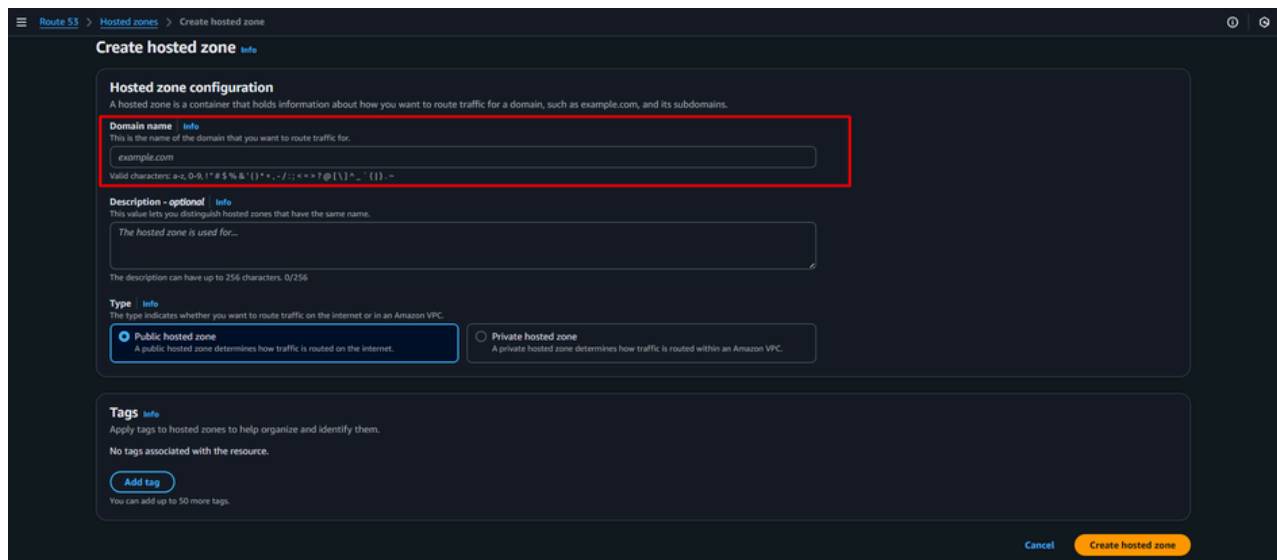 Route 53 > Hosted zones > Create hosted zone
Create hosted zone Info
Hosted zone configuration
A hosted zone is a container that holds information about how you want to route traffic for a domain, such as example.com, and its subdomains.
Domain name Info
This is the name of the domain that you want to route traffic for.
example.com
Valid characters: a-z, 0-9, ! " # $ % & ' ( ) * + , - / : ; < = > ? @ [ \ ] ^ _ ` { | } . ~
Description - optional Info
This value lets you distinguish hosted zones that have the same name.
The hosted zone is used for...
The description can have up to 256 characters. 0/256
Type Info
The type indicates whether you want to route traffic on the internet or in an Amazon VPC.
Public hosted zone
A public hosted zone determines how traffic is routed on the internet.
Private hosted zone
A private hosted zone determines how traffic is routed within an Amazon VPC.
Tags Info
Apply tags to hosted zones to help organize and identify them.
No tags associated with the resource.
Add tag
You can add up to 50 more tags.
Cancel Create hosted zone